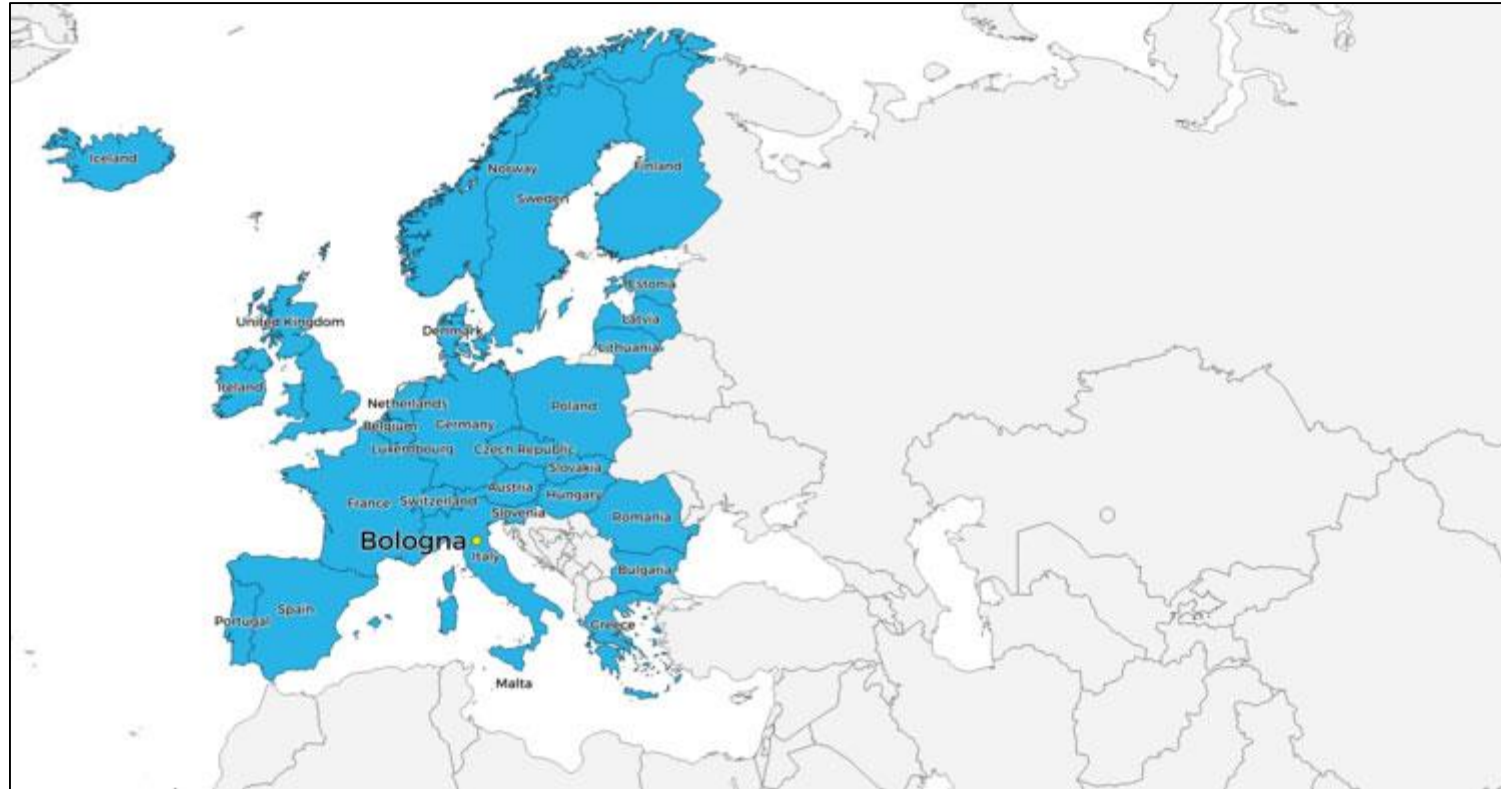 Iceland
Norway
Finland
Sweden
Estonia
United Kingdom
Latvia
Denmark
Lithuania
Ireland
Netherlands
Poland
Belgium
Germany
Luxembourg
Czech Republic
Slovakia
Austria
Hungary
France
Switzerland
Slovenia
Romania
Bologna
Italy
Bulgaria
Spain
Portugal
Greece
Malta